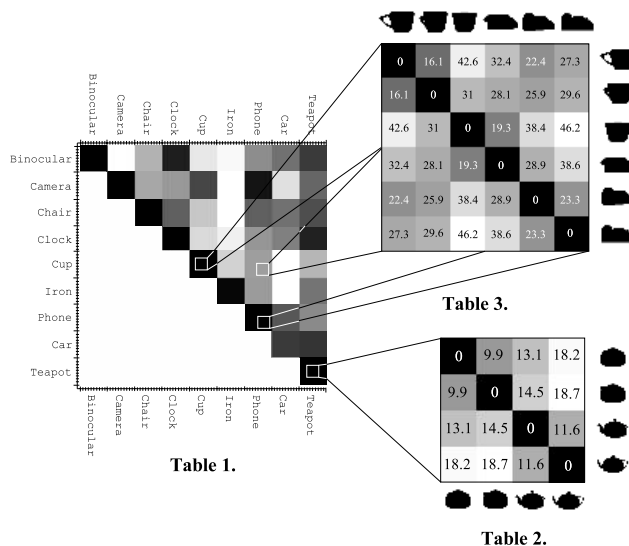 Binocular
Camera
Chair
Clock
Cup
Iron
Phone
Car
Teapot
Binocular
Camera
Chair
Clock
Cup
Iron
Phone
Car
Teapot
Binocular
Camera
Chair
Clock
Cup
Iron
Phone
Car
Teapot
Table 1.
0 16.1 42.6 32.4 22.4 27.3
16.1 0 31 28.1 25.9 29.6
42.6 31 0 19.3 38.4 46.2
32.4 28.1 19.3 0 28.9 38.6
22.4 25.9 38.4 28.9 0 23.3
27.3 29.6 46.2 38.6 23.3 0
Table 3.
0 9.9 13.1 18.2
9.9 0 14.5 18.7
13.1 14.5 0 11.6
18.2 18.7 11.6 0
Table 2.